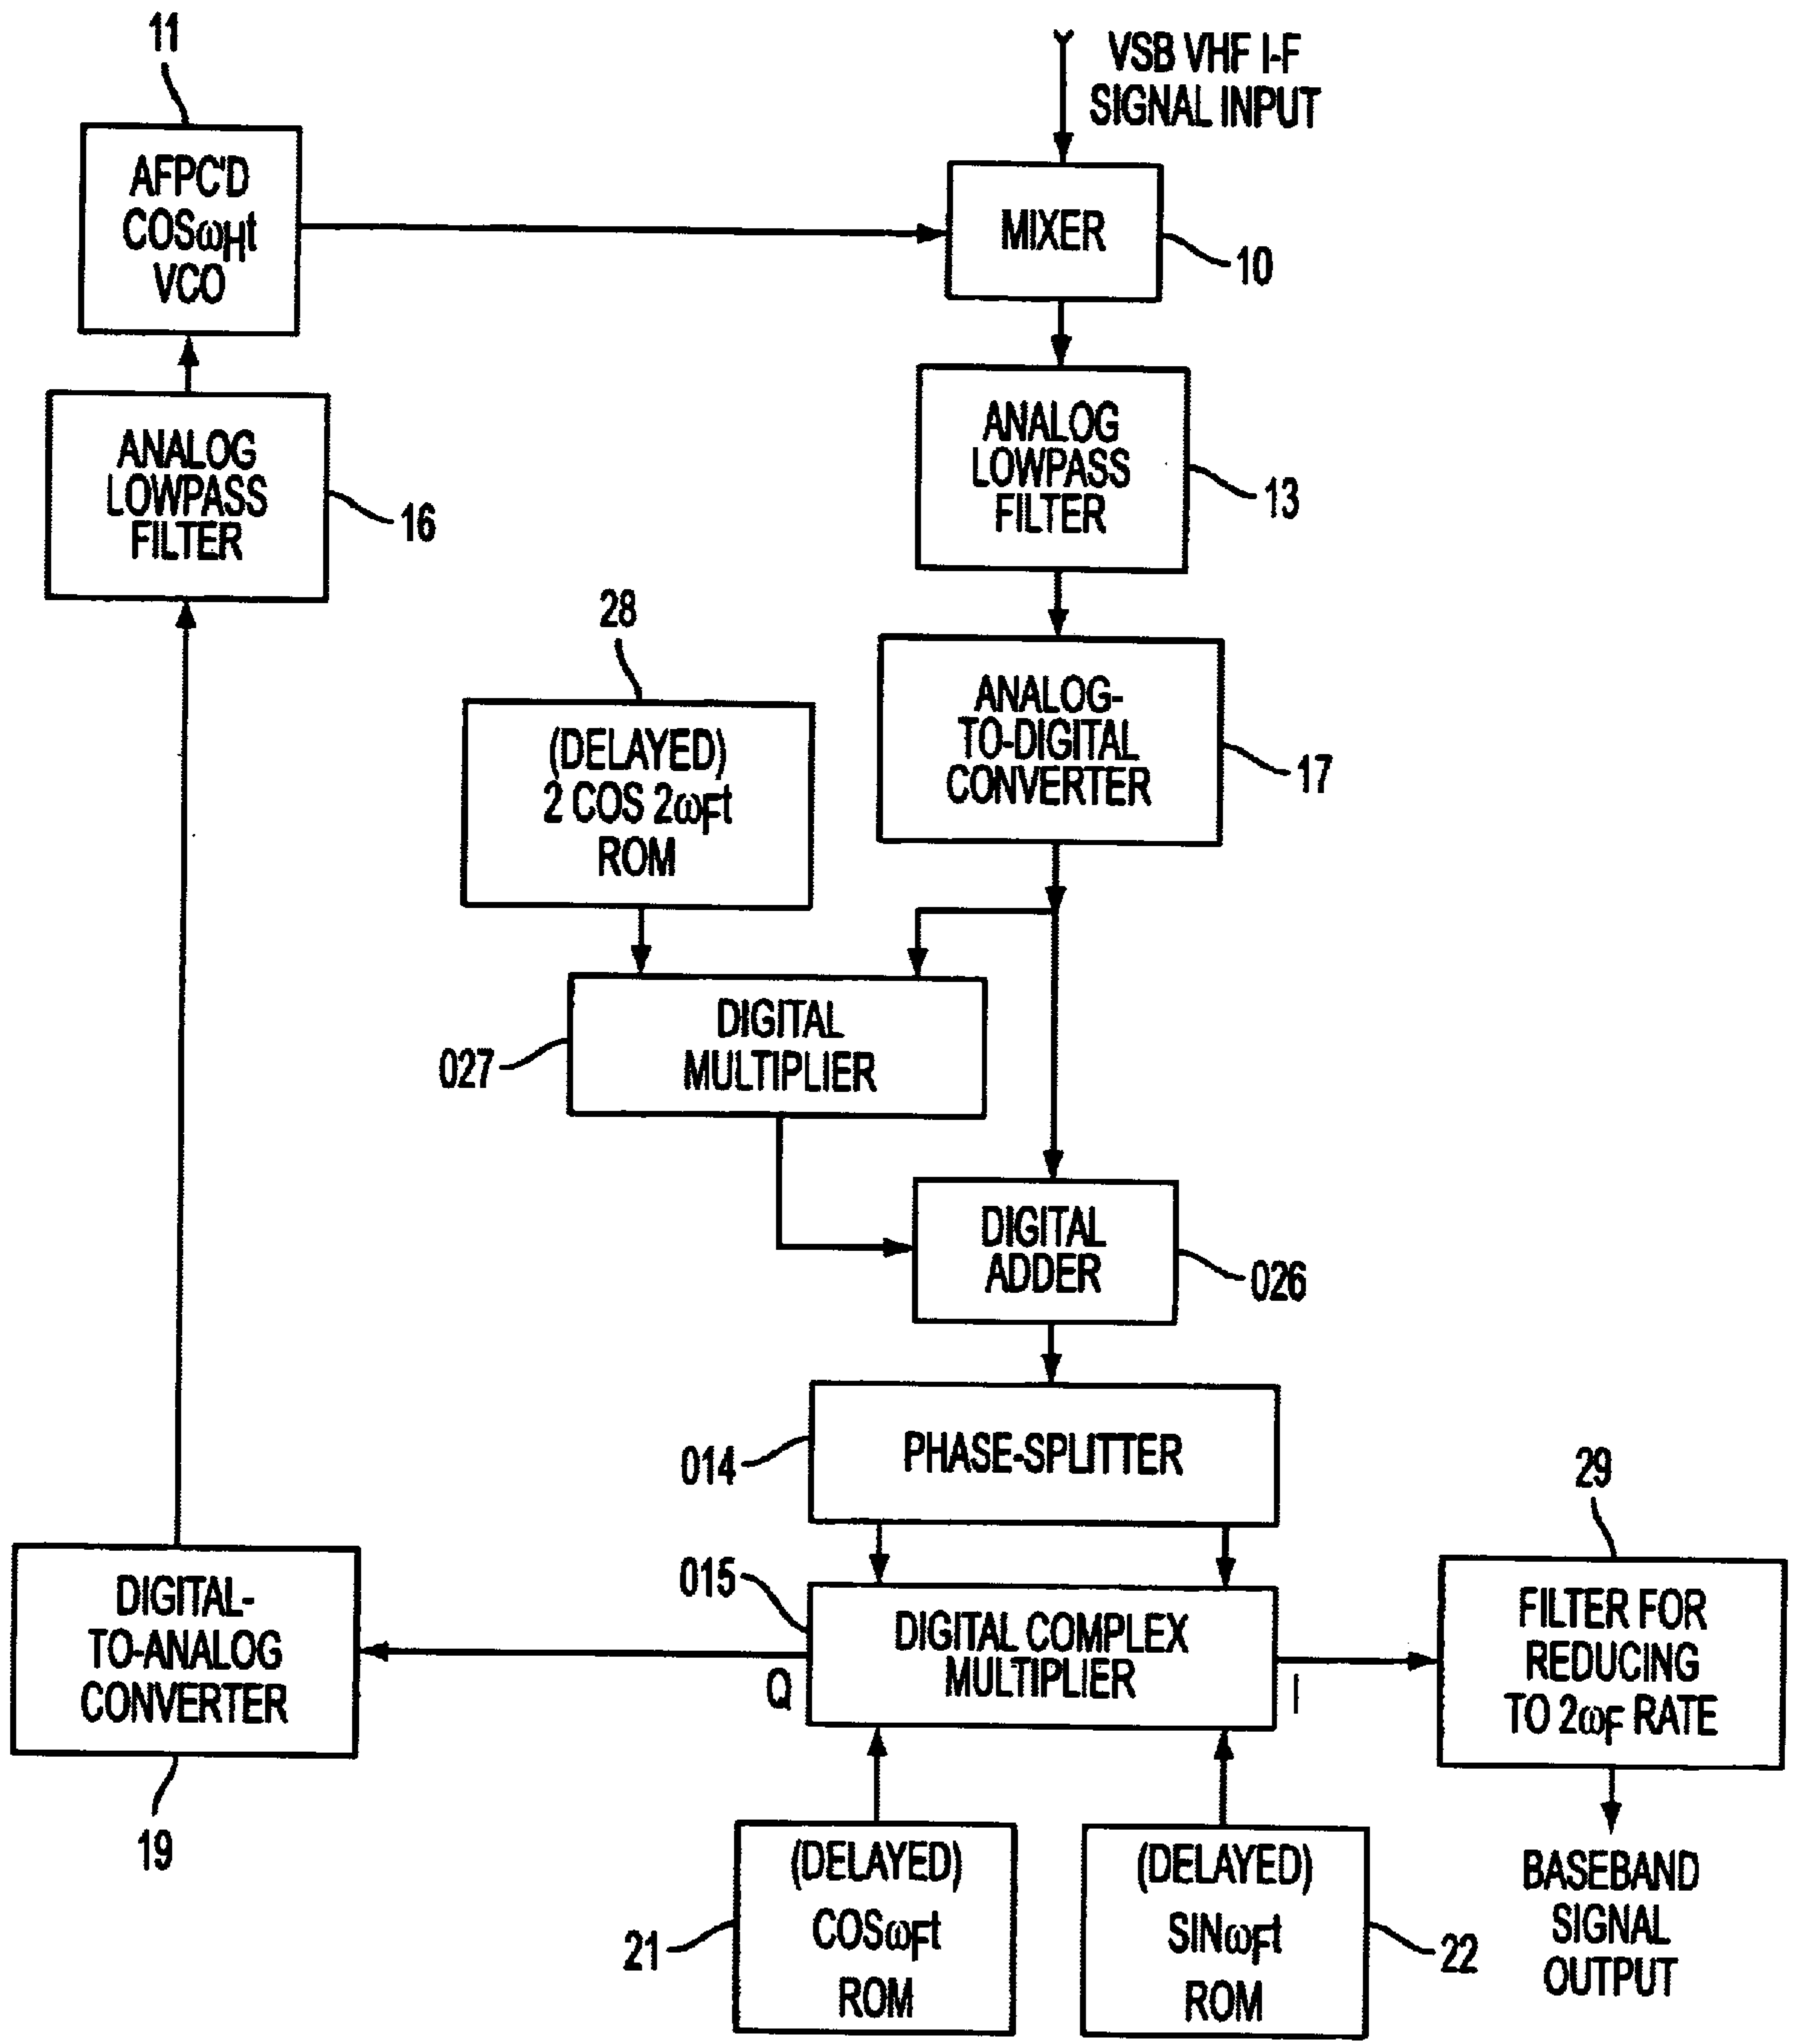 11
VSB VHF I-F
SIGNAL INPUT
AFPC'D
COSωHt
VCO
MIXER
10
ANALOG
LOWPASS
FILTER
16
ANALOG
LOWPASS
FILTER
13
28
(DELAYED)
2 COS 2ωFt
ROM
ANALOG-
TO-DIGITAL
CONVERTER
17
DIGITAL
MULTIPLIER
027
DIGITAL
ADDER
026
PHASE-SPLITTER
014
29
015
DIGITAL COMPLEX
MULTIPLIER
Q
I
DIGITAL-
TO-ANALOG
CONVERTER
19
FILTER FOR
REDUCING
TO 2ωF RATE
(DELAYED)
COSωFt
ROM
21
(DELAYED)
SINωFt
ROM
22
BASEBAND
SIGNAL
OUTPUT